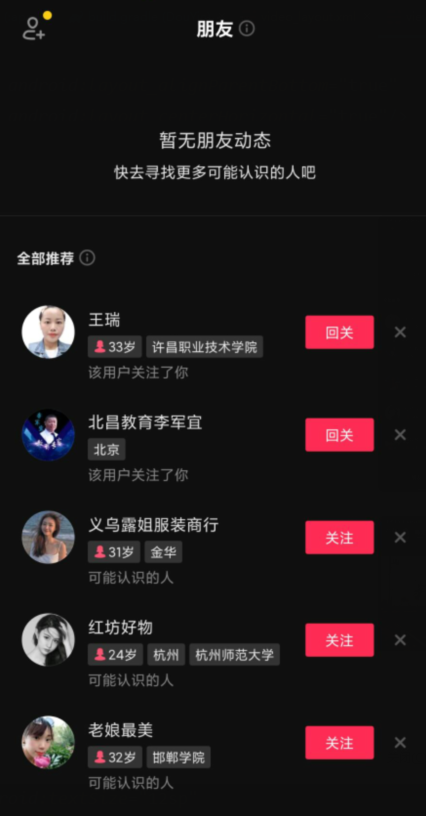 朋友
暂无朋友动态
快去寻找更多可能认识的人吧
全部推荐
王瑞
33岁 许昌职业技术学院
该用户关注了你
回关
北昌教育李军宜
北京
该用户关注了你
回关
义乌露姐服装商行
31岁 金华
可能认识的人
关注
红坊好物
24岁 杭州 杭州师范大学
可能认识的人
关注
老娘最美
32岁 邯郸学院
可能认识的人
关注